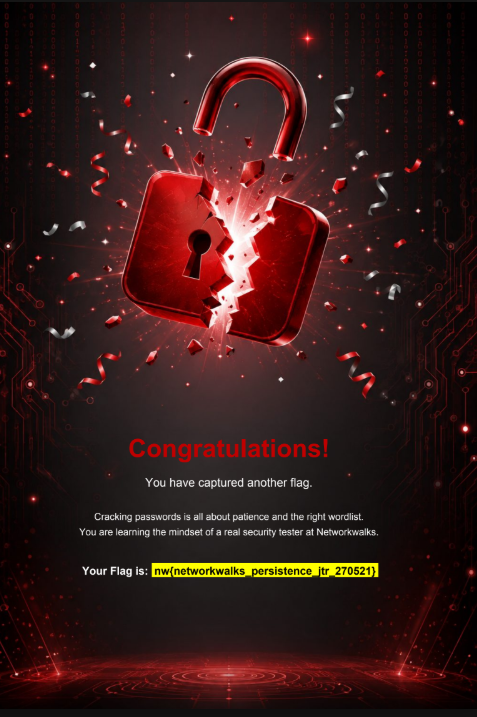 Congratulations!
You have captured another flag.
Cracking passwords is all about patience and the right wordlist.
You are learning the mindset of a real security tester at Networkwalks.
Your Flag is: nw{networkwalks_persistence_jtr_270521}